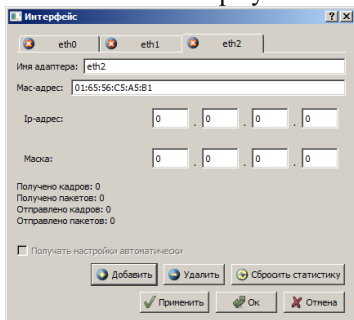 Интерфейс
eth0 eth1 eth2
Имя адаптера: eth2
Mac-адрес: 01:65:56:C5:A5:B1
Ip-адрес: 0 . 0 . 0 . 0
Маска: 0 . 0 . 0 . 0
Получено кадров: 0
Получено пакетов: 0
Отправлено кадров: 0
Отправлено пакетов: 0
Получать настройки автоматически
Добавить Удалить Сбросить статистику
Применить Ок Отмена